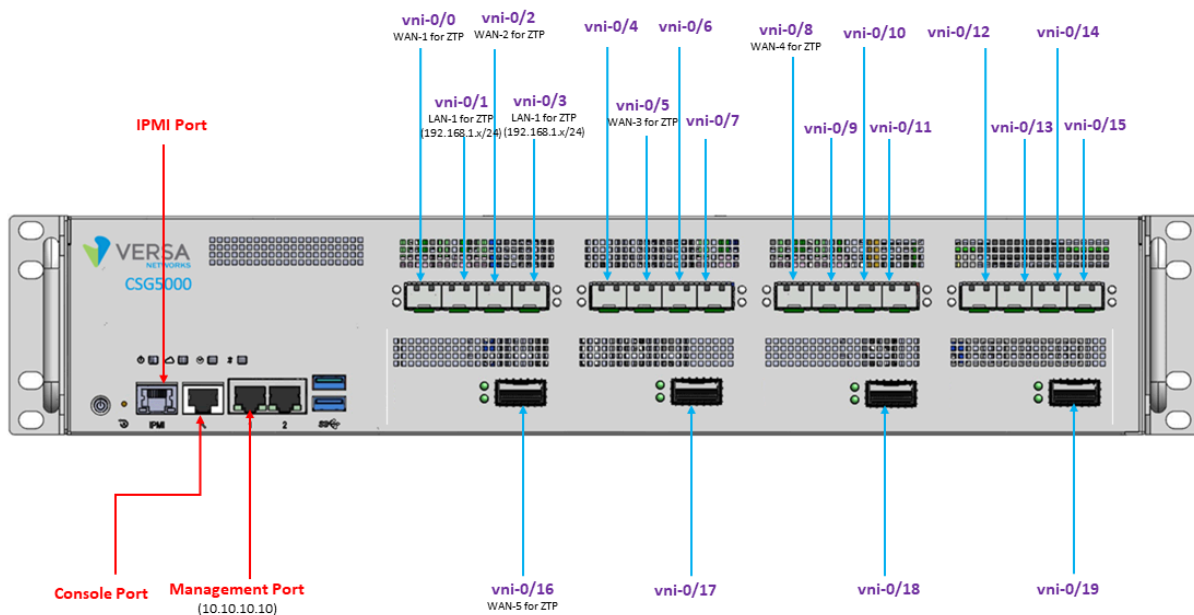 vni-0/0
WAN-1 for ZTP
vni-0/2
WAN-2 for ZTP
vni-0/4
vni-0/6
vni-0/8
WAN-4 for ZTP
vni-0/10
vni-0/12
vni-0/14
IPMI Port
vni-0/1
LAN-1 for ZTP
(192.168.1.x/24)
vni-0/3
LAN-1 for ZTP
(192.168.1.x/24)
vni-0/5
WAN-3 for ZTP
vni-0/7
vni-0/9
vni-0/11
vni-0/13
vni-0/15
VERSA
NETWORKS
CSG5000
IPMI
2
Console Port
Management Port
(10.10.10.10)
vni-0/16
WAN-5 for ZTP
vni-0/17
vni-0/18
vni-0/19